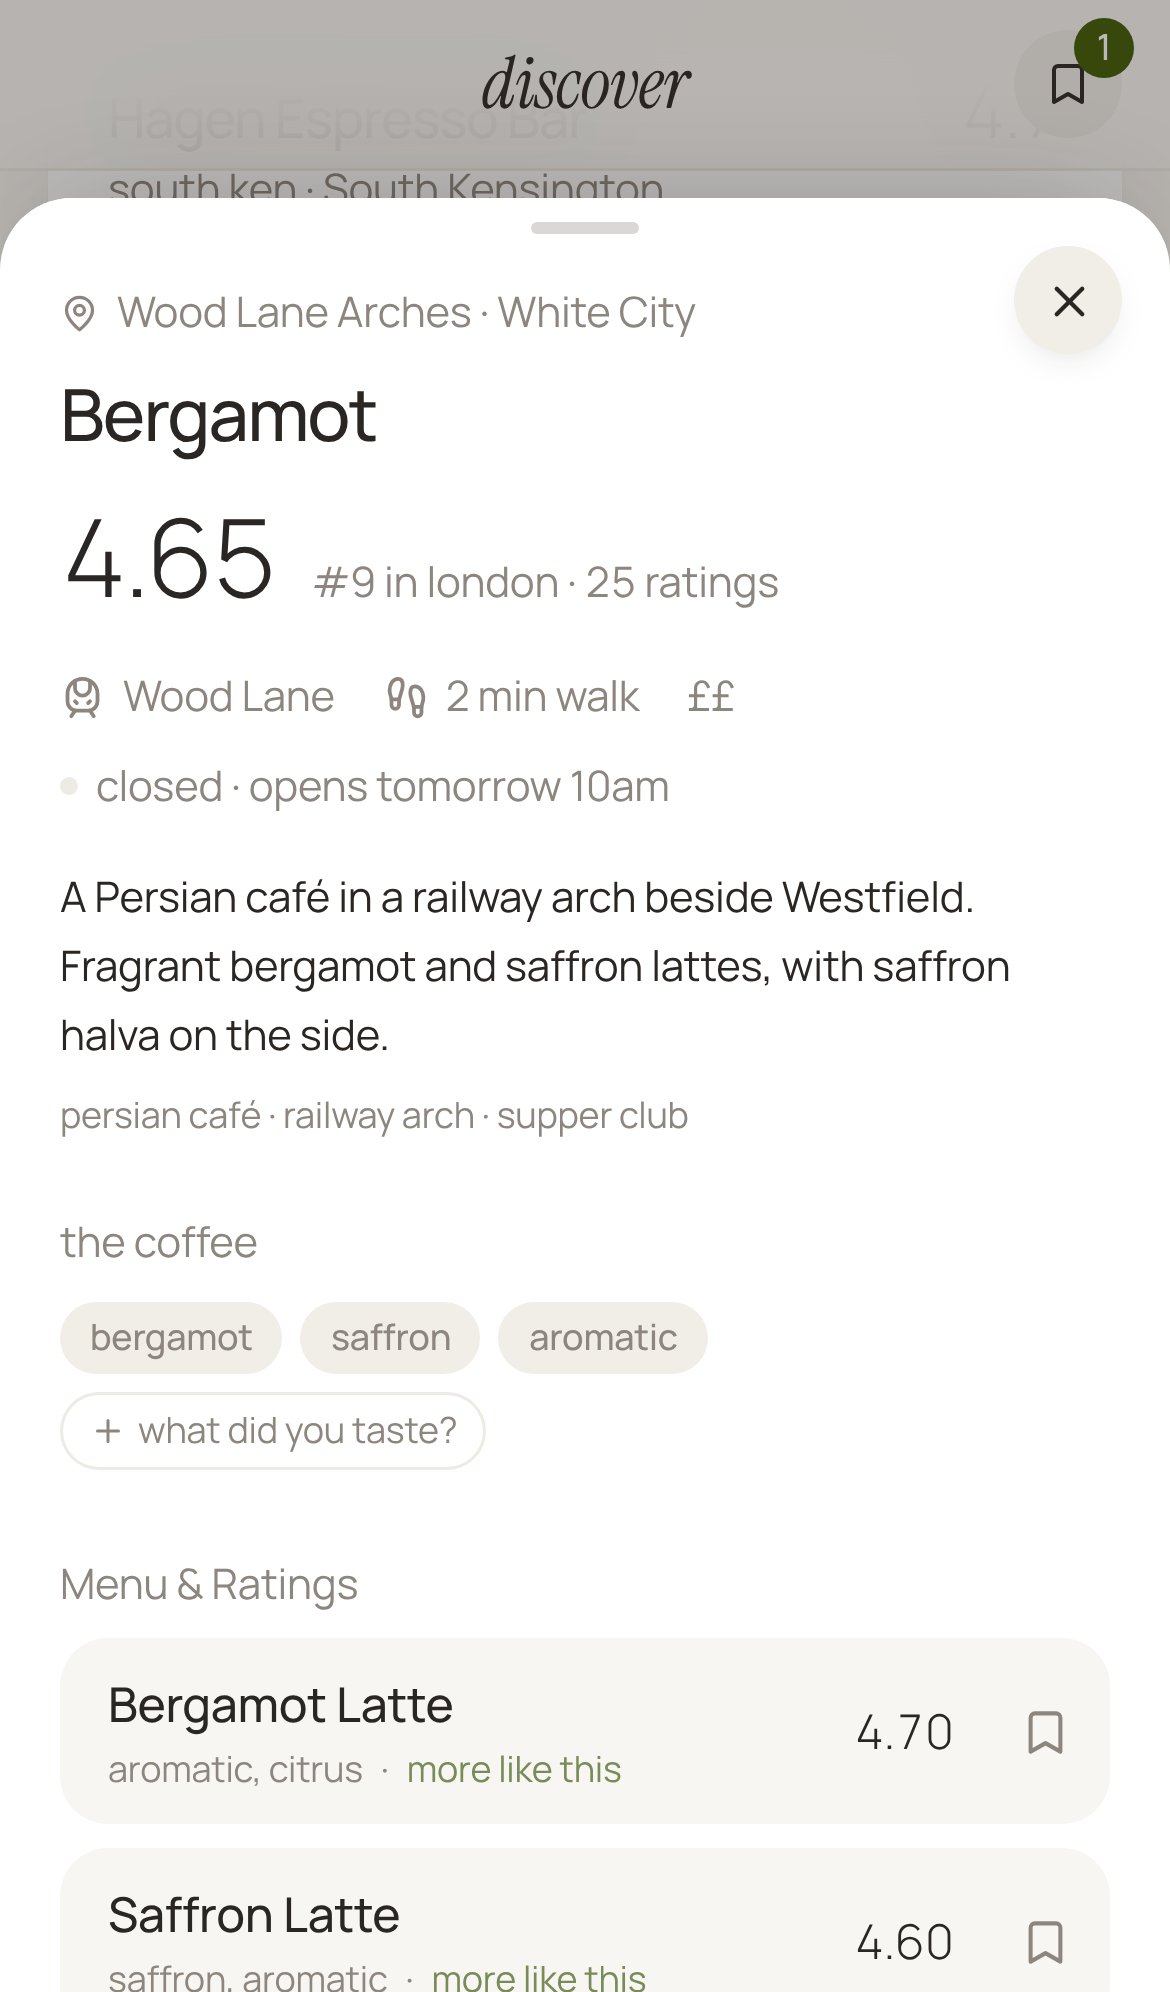 discover
1
Hagen Espresso Bar
south ken · South Kensington
Wood Lane Arches · White City
Bergamot
4.65 #9 in london · 25 ratings
Wood Lane 2 min walk ££
closed · opens tomorrow 10am
A Persian café in a railway arch beside Westfield.
Fragrant bergamot and saffron lattes, with saffron
halva on the side.
persian café · railway arch · supper club
the coffee
bergamot saffron aromatic
+ what did you taste?
Menu & Ratings
Bergamot Latte
4.70
aromatic, citrus · more like this
Saffron Latte
4.60
saffron, aromatic · more like this